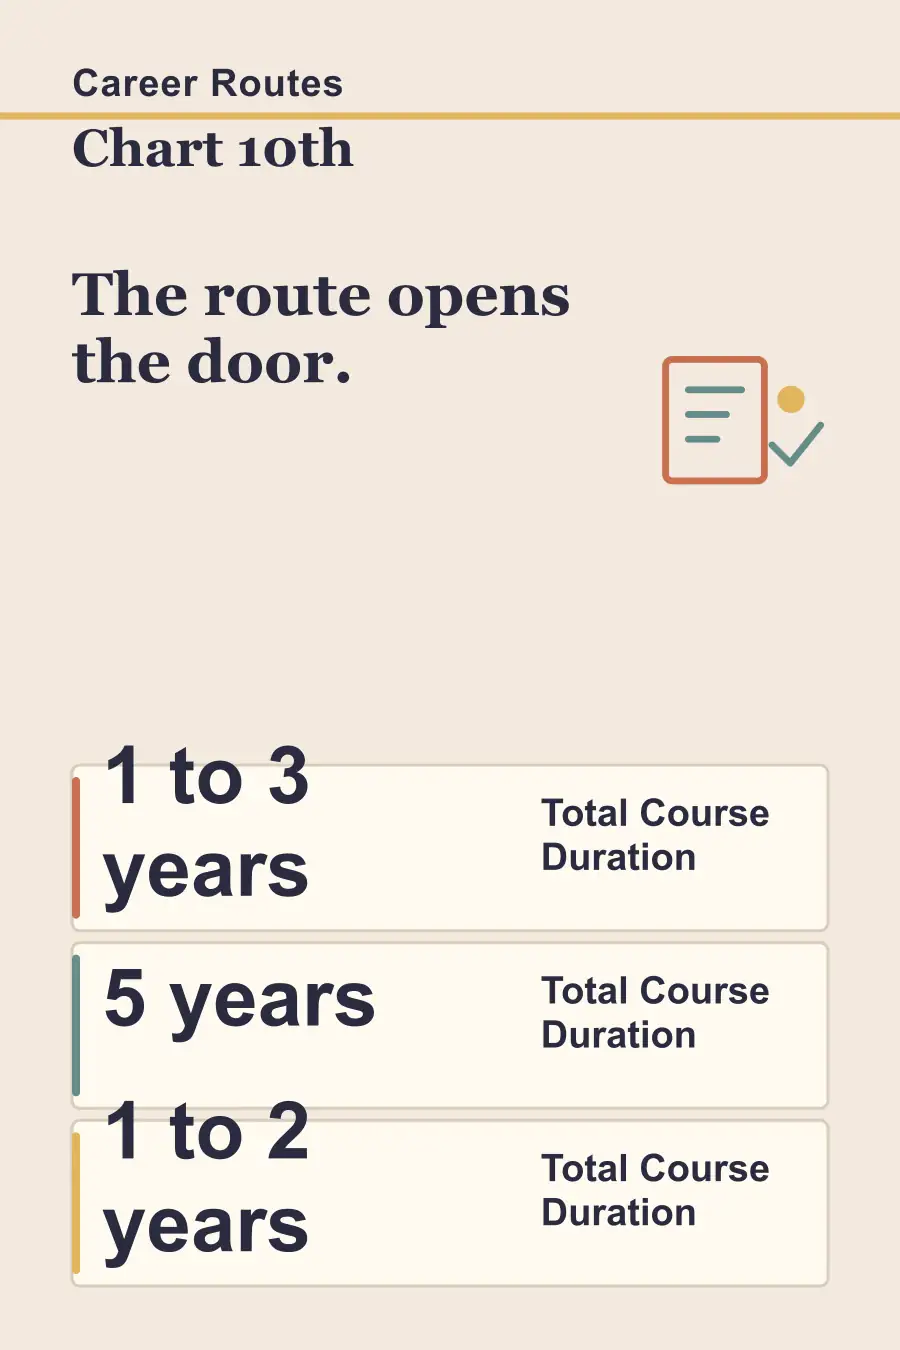 Career Routes
Chart 10th
The route opens
the door.
1 to 3
years
Total Course
Duration
5 years
Total Course
Duration
1 to 2
years
Total Course
Duration